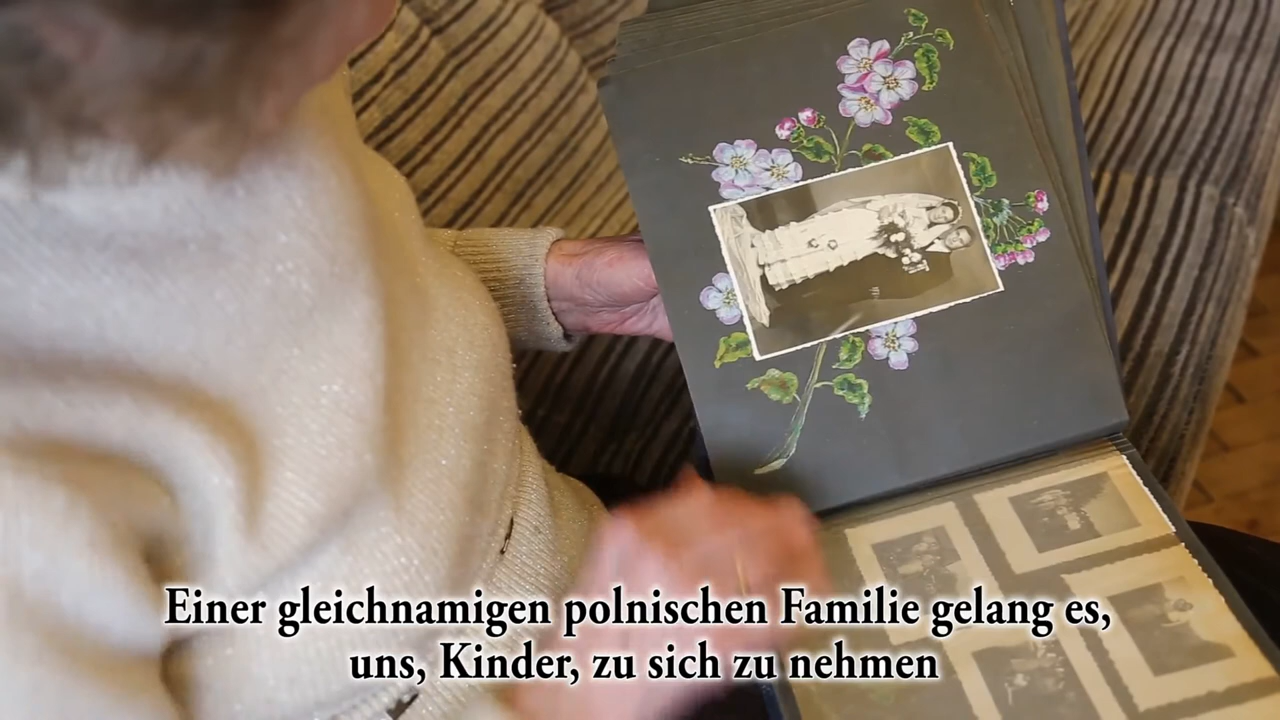 Einer gleichnamigen polnischen Familie gelang es,
uns, Kinder, zu sich zu nehmen